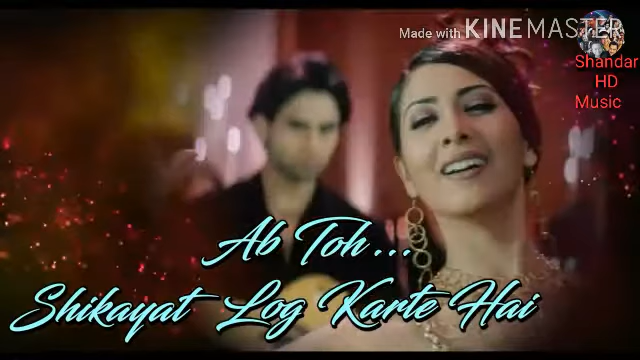 Made with KINEMASTER
Shandar
HD
Music
Ab Toh...
Shikayat Log Karte Hai